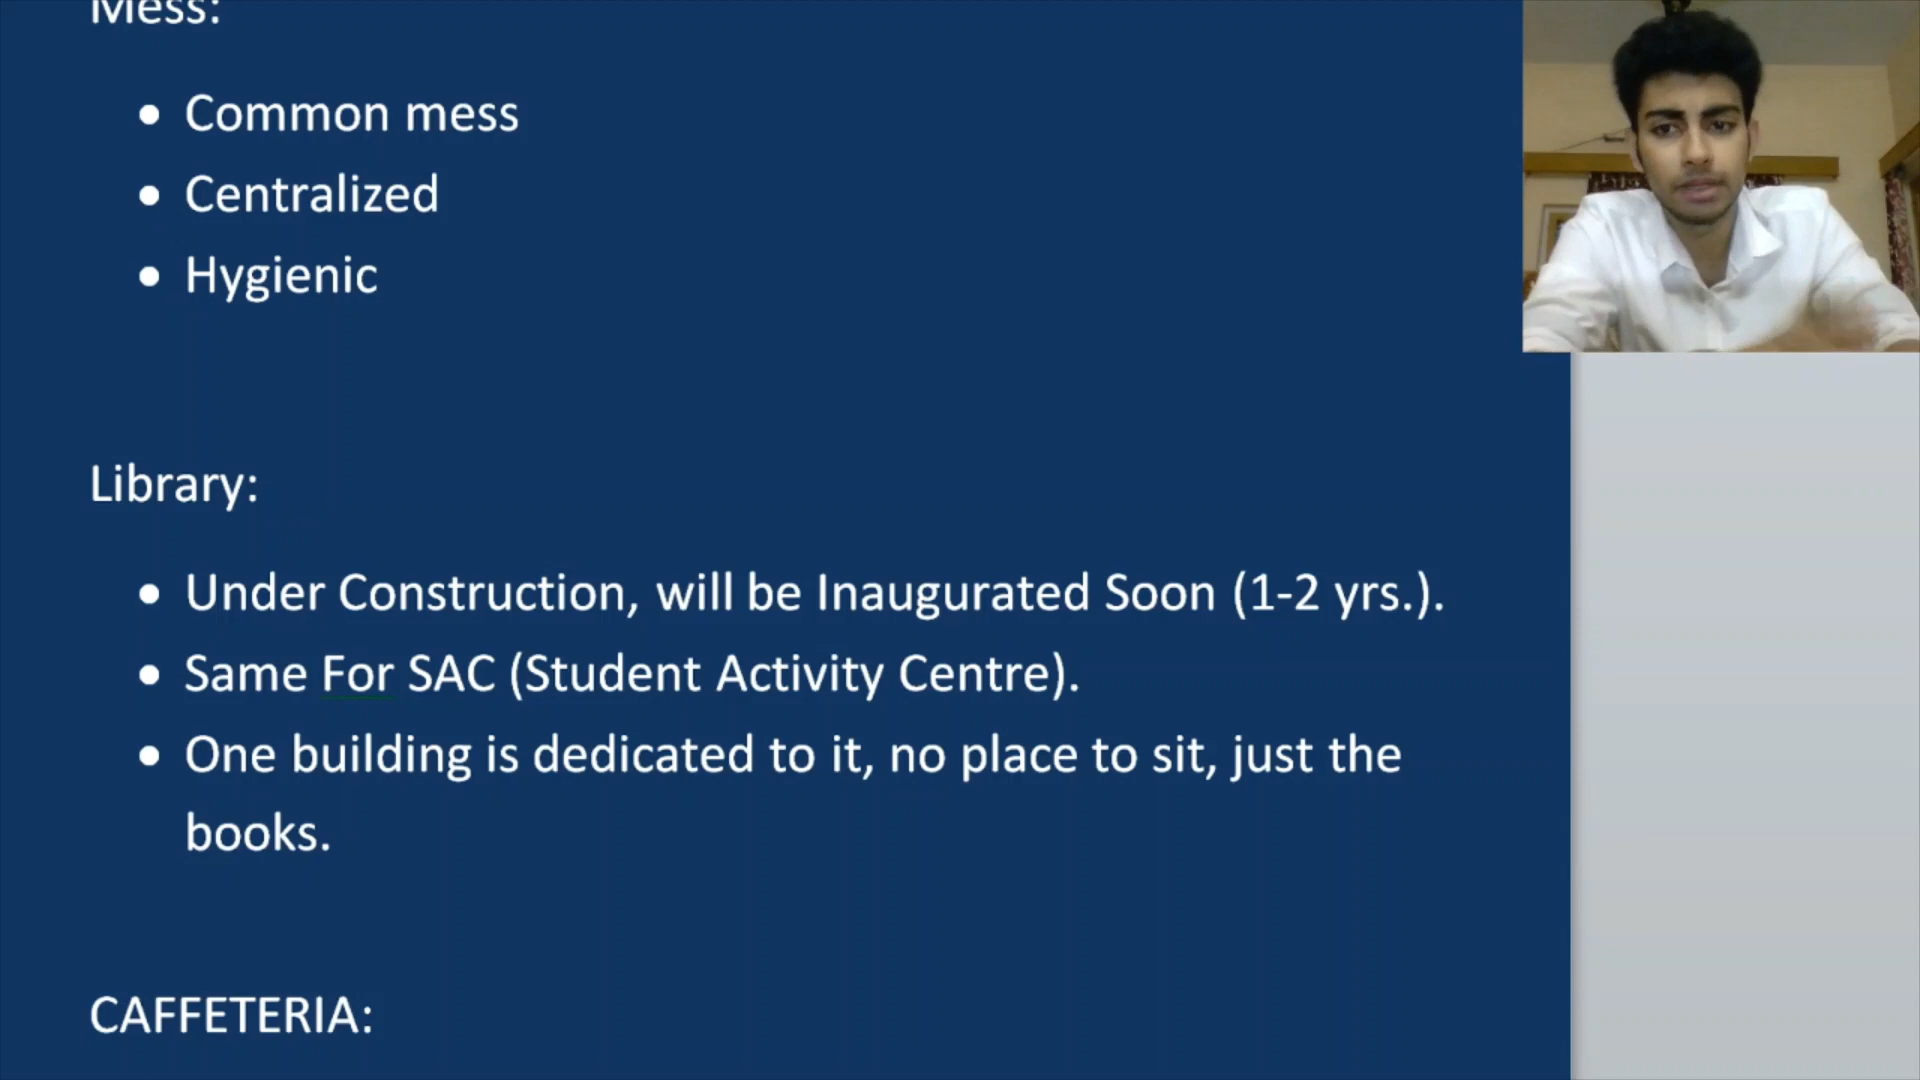 Mess:
• Common mess
• Centralized
• Hygienic
Library:
• Under Construction, will be Inaugurated Soon (1-2 yrs.).
• Same For SAC (Student Activity Centre).
• One building is dedicated to it, no place to sit, just the
books.
CAFFETERIA: